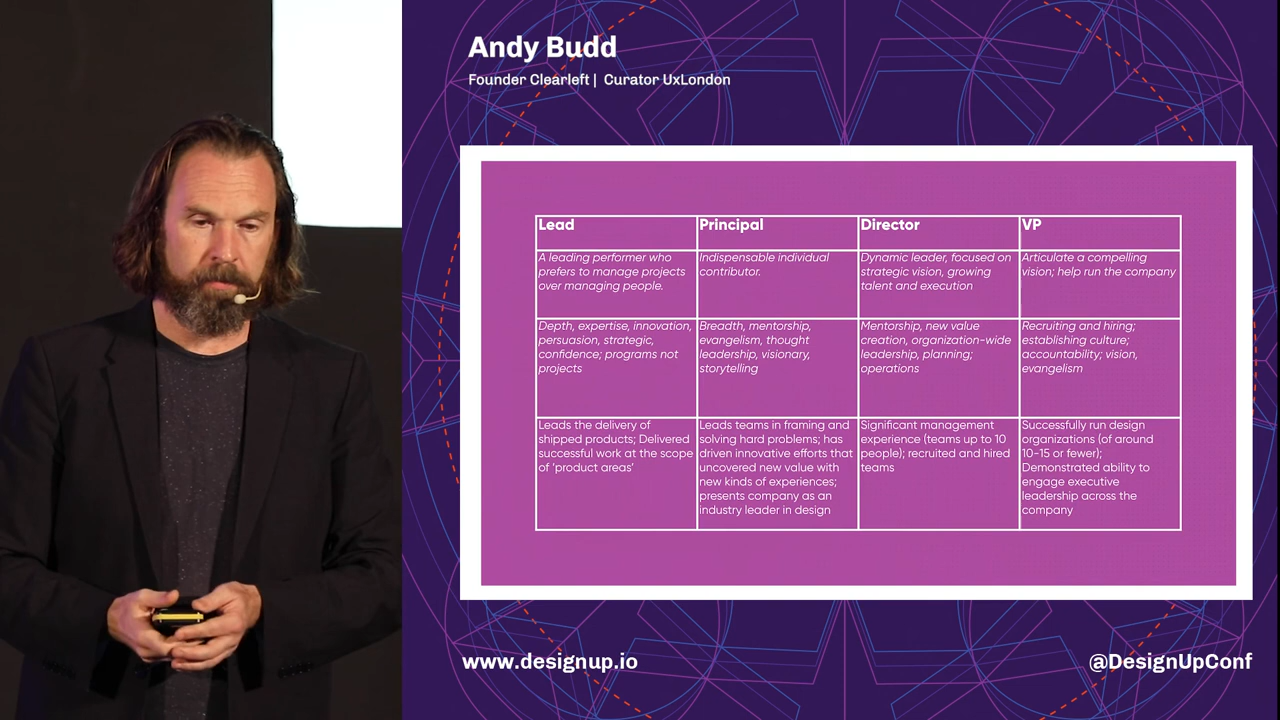 Andy Budd
Founder Clearleft | Curator UxLondon
Lead
Principal
Director
VP
A leading performer who
prefers to manage projects
over managing people.
Indispensable individual
contributor.
Dynamic leader, focused on
strategic vision, growing
talent and execution
Articulate a compelling
vision; help run the company
Depth, expertise, innovation,
persuasion, strategic,
confidence; programs not
projects
Breadth, mentorship,
evangelism, thought
leadership, visionary,
storytelling
Mentorship, new value
creation, organization-wide
leadership, planning;
operations
Recruiting and hiring;
establishing culture;
accountability; vision,
evangelism
Leads the delivery of
shipped products; Delivered
successful work at the scope
of ‘product areas’
Leads teams in framing and
solving hard problems; has
driven innovative efforts that
uncovered new value with
new kinds of experiences;
presents company as an
industry leader in design
Significant management
experience (teams up to 10
people); recruited and hired
teams
Successfully run design
organizations (of around
10-15 or fewer);
Demonstrated ability to
engage executive
leadership across the
company
www.designup.io
@DesignUpConf